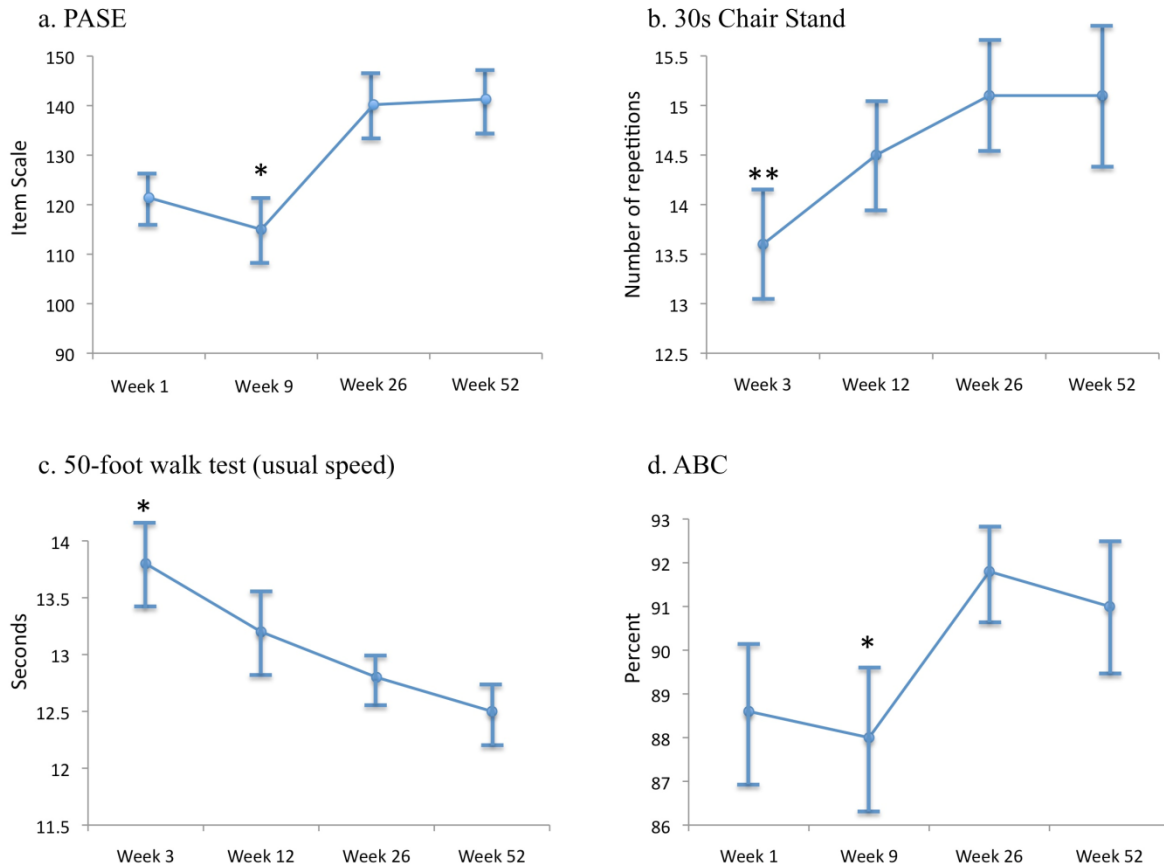 a. PASE
150
140
130
120
110
100
90
Item Scale
*
Week 1
Week 9
Week 26
Week 52
b. 30s Chair Stand
15.5
15
14.5
14
13.5
13
12.5
Number of repetitions
**
Week 3
Week 12
Week 26
Week 52
c. 50-foot walk test (usual speed)
14
13.5
13
12.5
12
11.5
Seconds
*
Week 3
Week 12
Week 26
Week 52
d. ABC
93
92
91
90
89
88
87
86
Percent
*
Week 1
Week 9
Week 26
Week 52